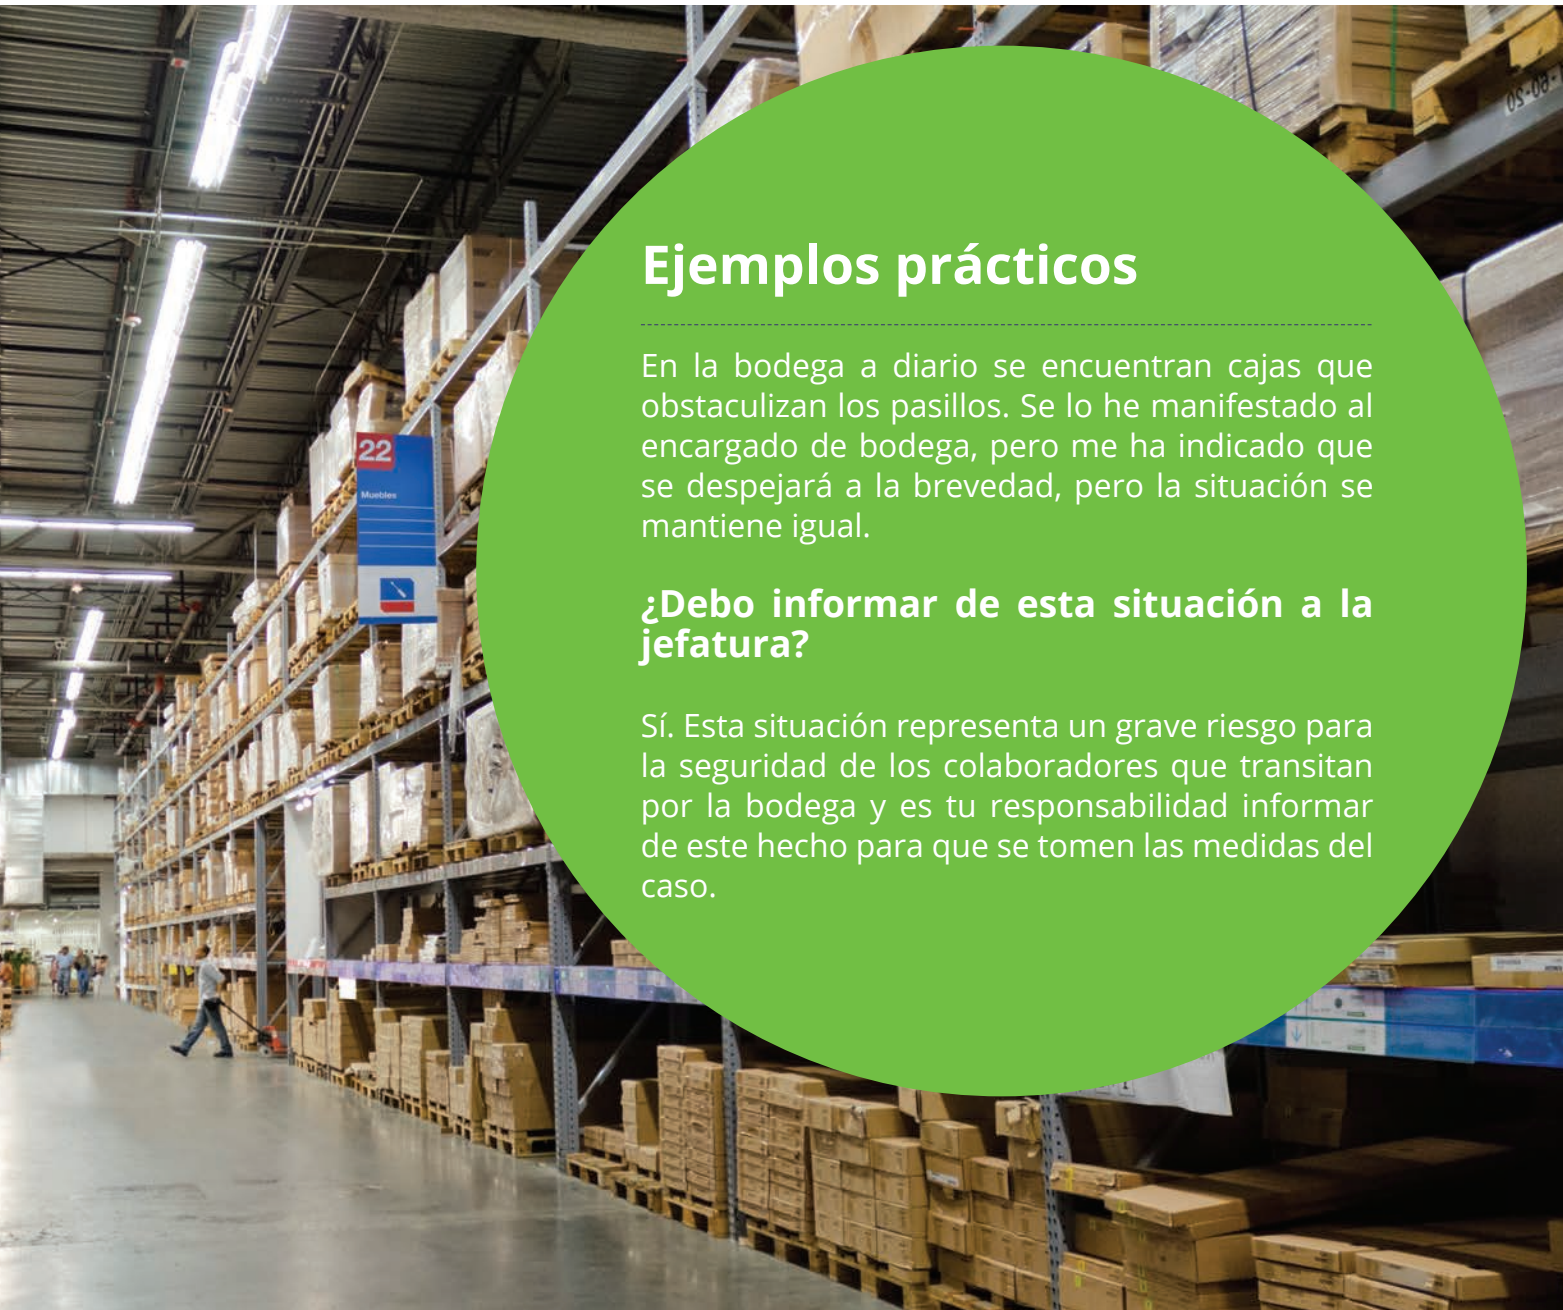 Ejemplos prácticos
En la bodega a diario se encuentran cajas que
obstaculizan los pasillos. Se lo he manifestado al
encargado de bodega, pero me ha indicado que
se despejará a la brevedad, pero la situación se
mantiene igual.
¿Debo informar de esta situación a la
jefatura?
Sí. Esta situación representa un grave riesgo para
la seguridad de los colaboradores que transitan
por la bodega y es tu responsabilidad informar
de este hecho para que se tomen las medidas del
caso.
22
Muebles